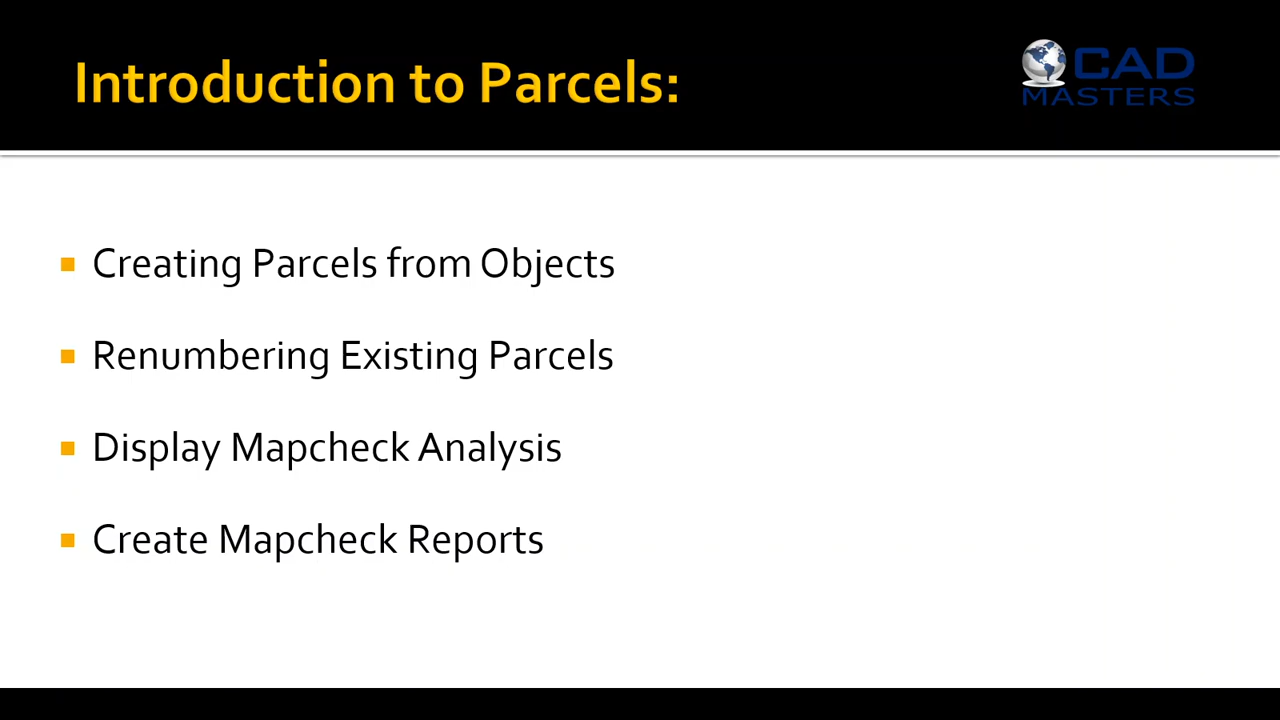 Introduction to Parcels:
CAD
MASTERS
Creating Parcels from Objects
Renumbering Existing Parcels
Display Mapcheck Analysis
Create Mapcheck Reports